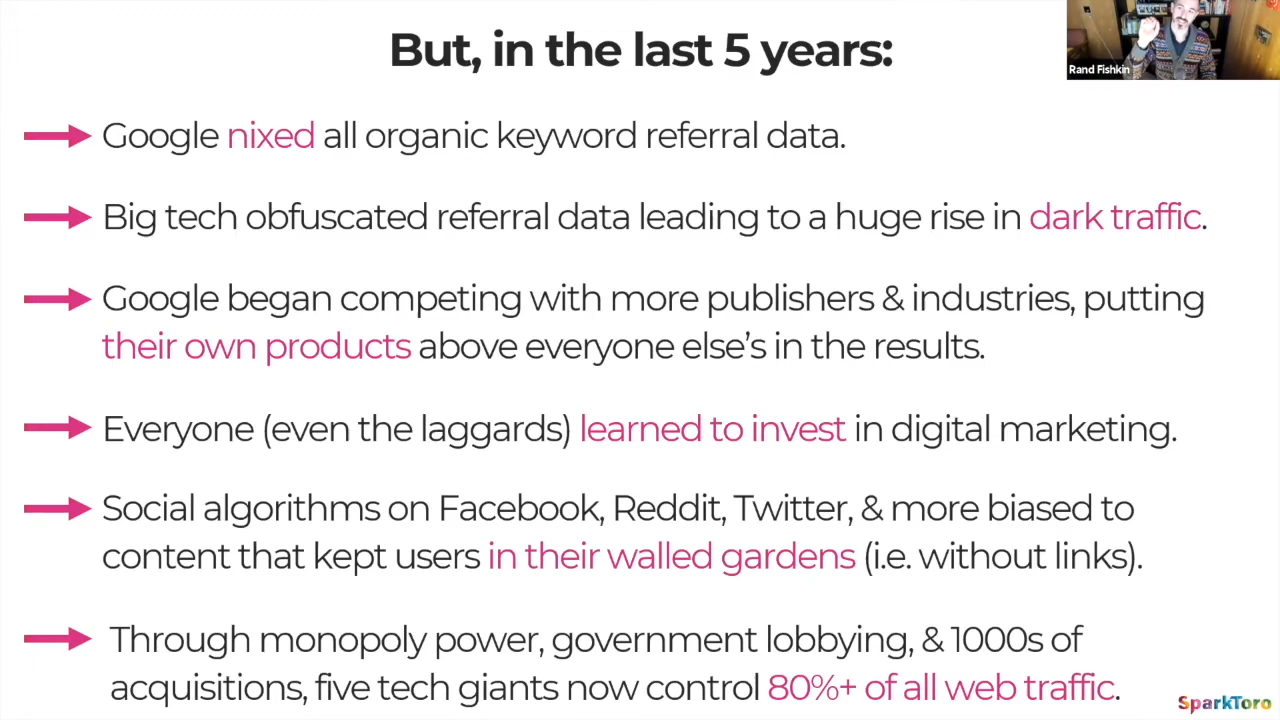 But, in the last 5 years:
Rand Fishkin
Google nixed all organic keyword referral data.
Big tech obfuscated referral data leading to a huge rise in dark traffic.
Google began competing with more publishers & industries, putting
their own products above everyone else’s in the results.
Everyone (even the laggards) learned to invest in digital marketing.
Social algorithms on Facebook, Reddit, Twitter, & more biased to
content that kept users in their walled gardens (i.e. without links).
Through monopoly power, government lobbying, & 1000s of
acquisitions, five tech giants now control 80%+ of all web traffic.
SparkToro